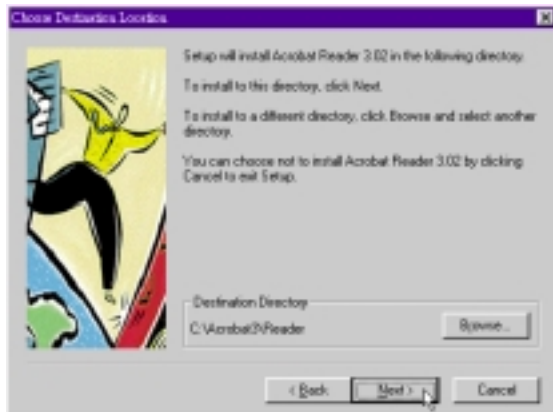 Choose Destination Location
Setup will install Acrobat Reader 3.02 in the following directory.
To install to this directory, click Next.
To install to a different directory, click Browse and select another
directory.
You can choose not to install Acrobat Reader 3.02 by clicking
Cancel to exit Setup.
Destination Directory
C:\Acrobat3\Reader
Browse...
< Back
Next >
Cancel